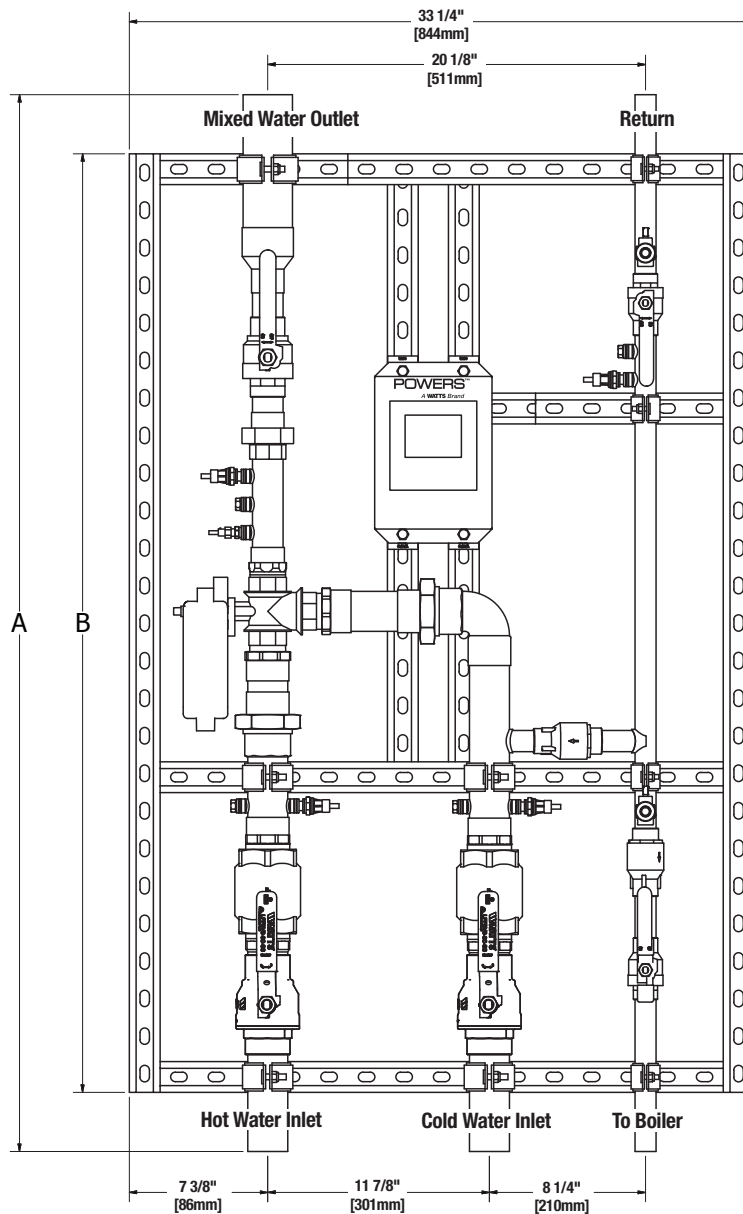 33 1/4"
[844mm]
20 1/8"
[511mm]
Mixed Water Outlet
Return
POWERS™
A WATTS Brand
A
B
Hot Water Inlet
Cold Water Inlet
To Boiler
7 3/8"
[86mm]
11 7/8"
[301mm]
8 1/4"
[210mm]